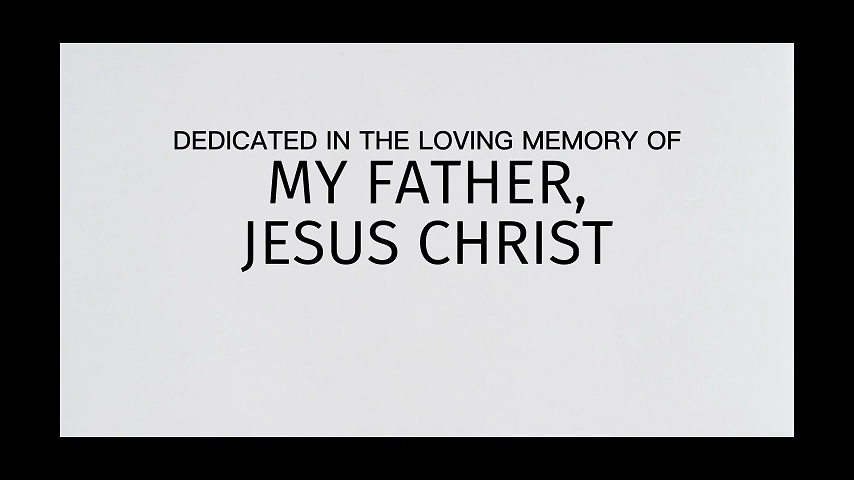 DEDICATED IN THE LOVING MEMORY OF
MY FATHER,
JESUS CHRIST